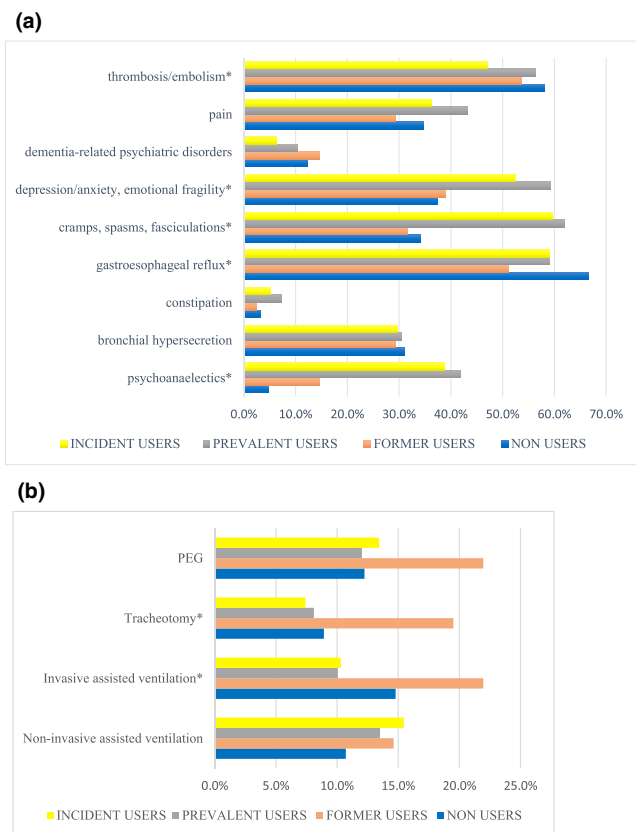 (a)
thrombosis/embolism*
pain
dementia-related psychiatric disorders
depression/anxiety, emotional fragility*
cramps, spasms, fasciculations*
gastroesophageal reflux*
constipation
bronchial hypersecretion
psychoanaelectics*
0.0% 10.0% 20.0% 30.0% 40.0% 50.0% 60.0% 70.0%
INCIDENT USERS PREVALENT USERS FORMER USERS NON USERS
(b)
PEG
Tracheotomy*
Invasive assisted ventilation*
Non-invasive assisted ventilation
0.0% 5.0% 10.0% 15.0% 20.0% 25.0%
INCIDENT USERS PREVALENT USERS FORMER USERS NON USERS